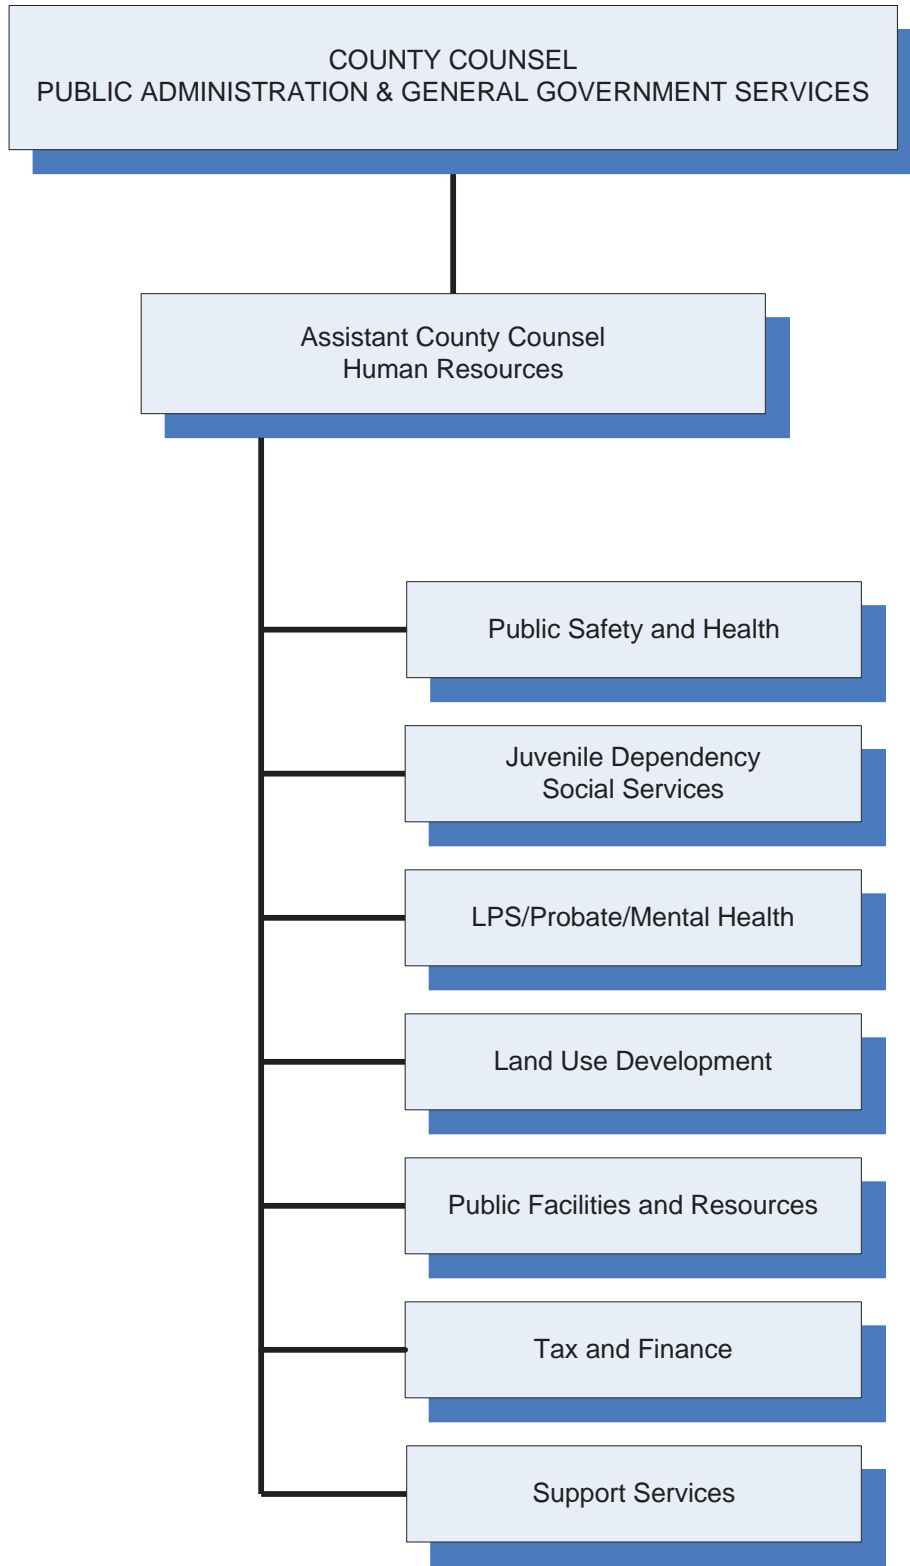 COUNTY COUNSEL
PUBLIC ADMINISTRATION & GENERAL GOVERNMENT SERVICES
Assistant County Counsel
Human Resources
Public Safety and Health
Juvenile Dependency
Social Services
LPS/Probate/Mental Health
Land Use Development
Public Facilities and Resources
Tax and Finance
Support Services